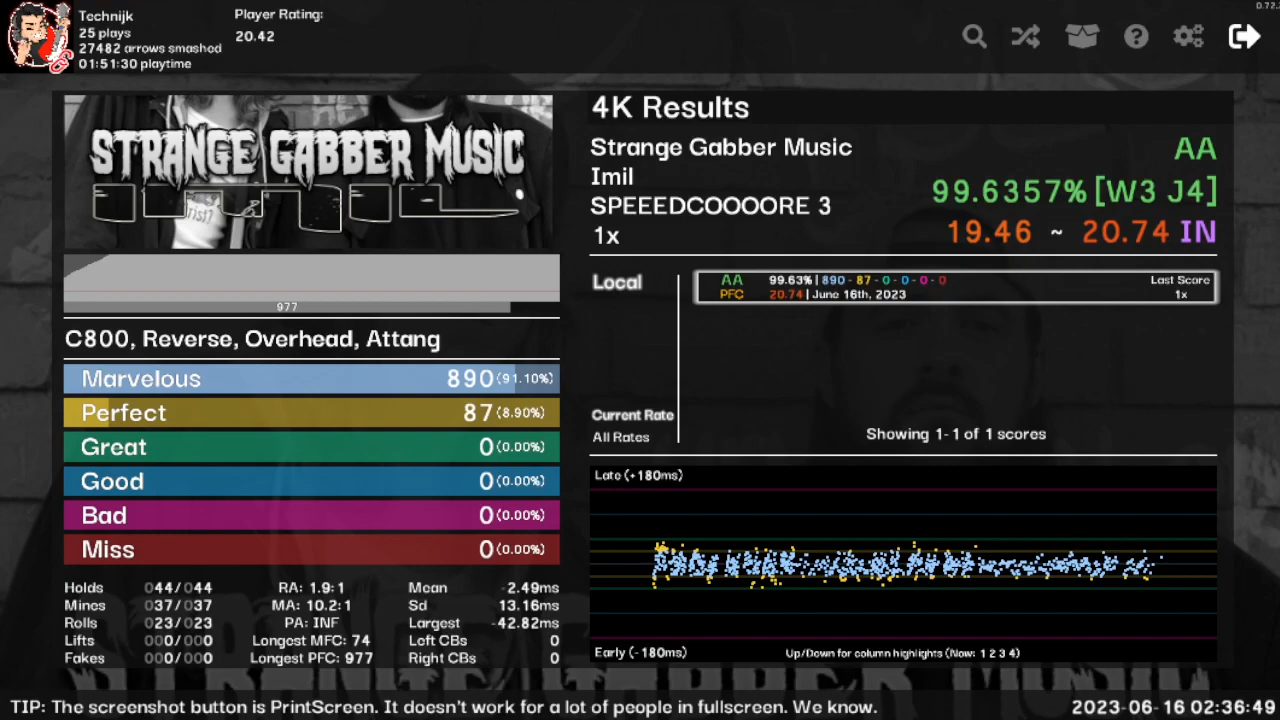 Technijk
25 plays
27482 arrows smashed
01:51:30 playtime
Player Rating:
20.42
0.72.
STRANGE GABBER MUSIC
977
C800, Reverse, Overhead, Attang
Marvelous 890(91.10%)
Perfect 87(8.90%)
Great 0(0.00%)
Good 0(0.00%)
Bad 0(0.00%)
Miss 0(0.00%)
Holds 044/044 RA: 1.9:1 Mean -2.49ms
Mines 037/037 MA: 10.2:1 Sd 13.16ms
Rolls 023/023 PA: INF Largest -42.82ms
Lifts 000/000 Longest MFC: 74 Left CBs 0
Fakes 000/000 Longest PFC: 977 Right CBs 0
4K Results
Strange Gabber Music AA
Imil
99.6357% [W3 J4]
SPEEEDCOOOORE 3
1x 19.46 ~ 20.74 IN
Local
AA 99.63% | 890 - 87 - 0 - 0 - 0 - 0 Last Score
PFC 20.74 | June 16th, 2023 1x
Current Rate
All Rates
Showing 1-1 of 1 scores
Late (+180ms)
Early (-180ms) Up/Down for column highlights (Now: 1 2 3 4)
TIP: The screenshot button is PrintScreen. It doesn't work for a lot of people in fullscreen. We know. 2023-06-16 02:36:49